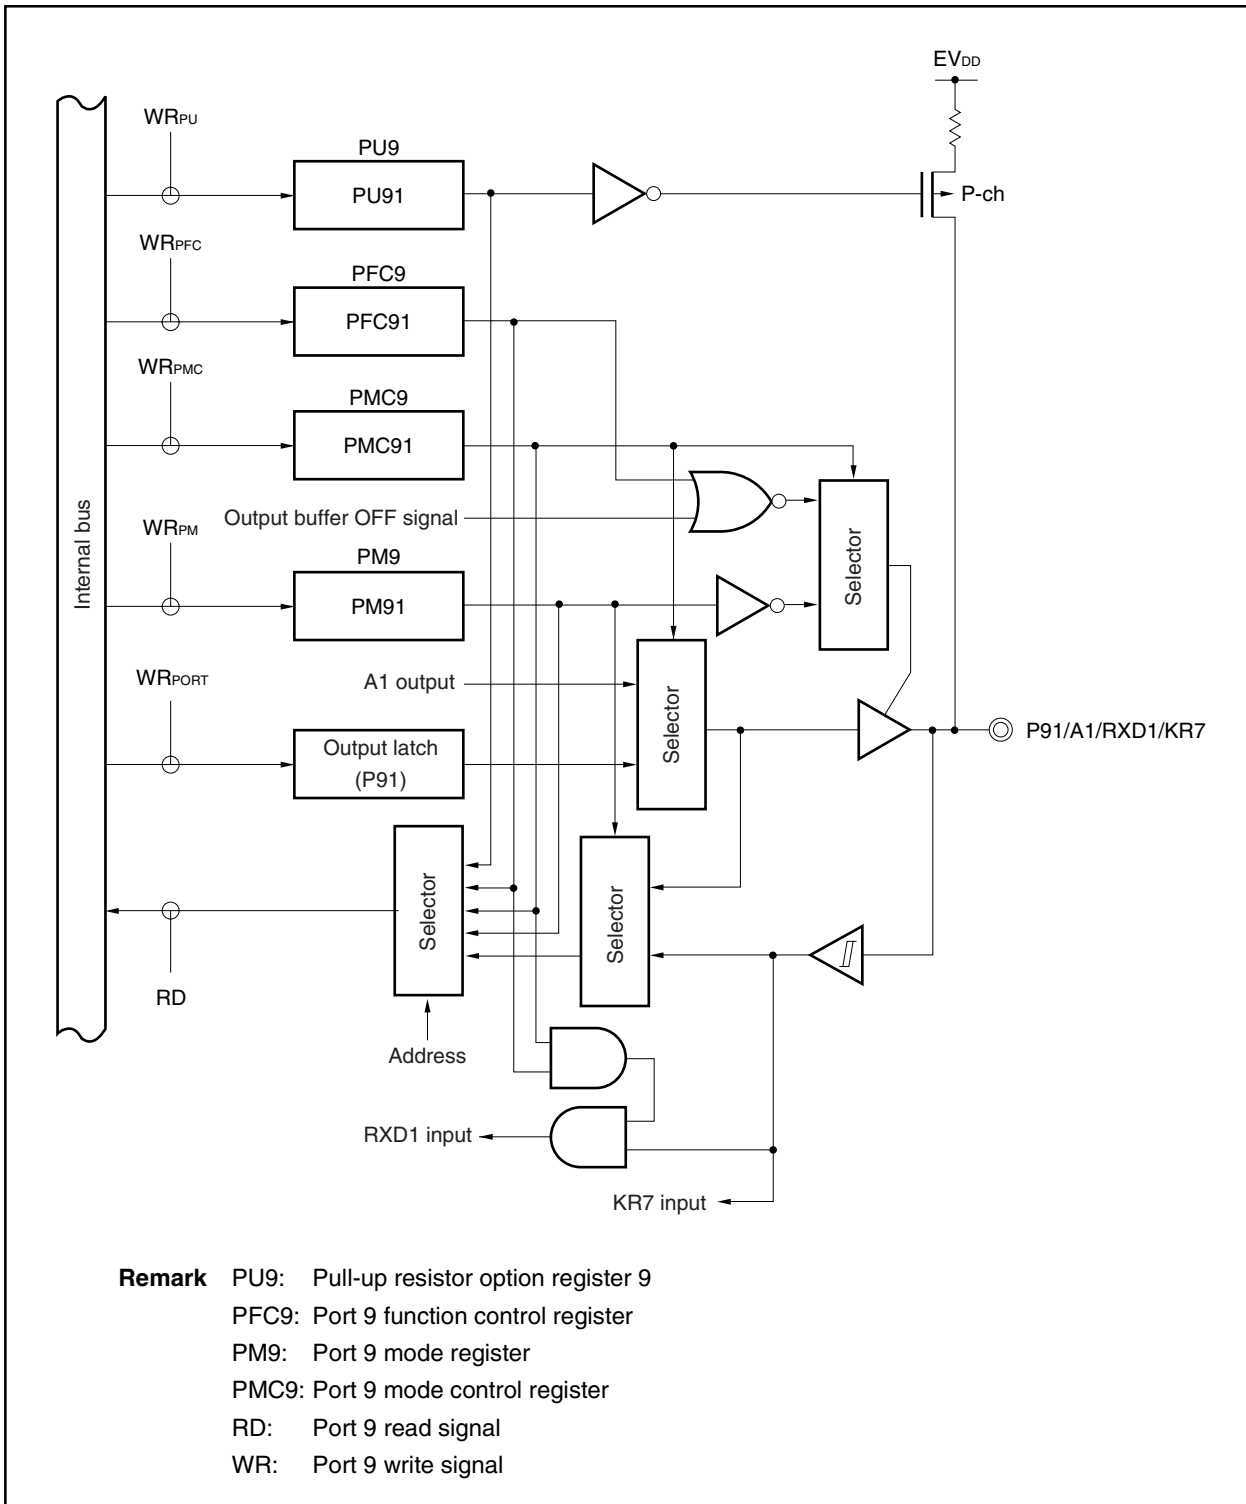 EVDD
WRPU
PU9
PU91
P-ch
WRPFC
PFC9
PFC91
WRPMC
PMC9
PMC91
Output buffer OFF signal
Selector
Internal bus
WRPM
PM9
PM91
A1 output
Selector
WRPORT
Output latch
(P91)
P91/A1/RXD1/KR7
Selector
Selector
RD
Address
RXD1 input
KR7 input
Remark PU9: Pull-up resistor option register 9
PFC9: Port 9 function control register
PM9: Port 9 mode register
PMC9: Port 9 mode control register
RD: Port 9 read signal
WR: Port 9 write signal